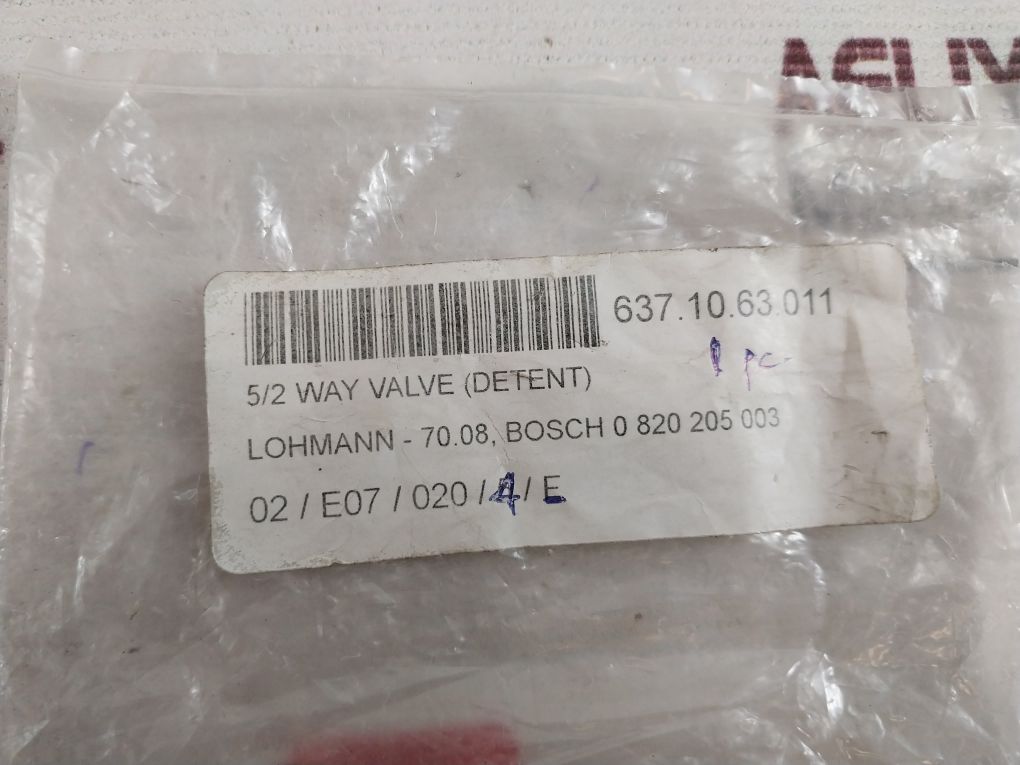 637.10.63.011
1 pc.
5/2 WAY VALVE (DETENT)
LOHMANN - 70.08, BOSCH 0 820 205 003
02 / E07 / 020 / 4 / E